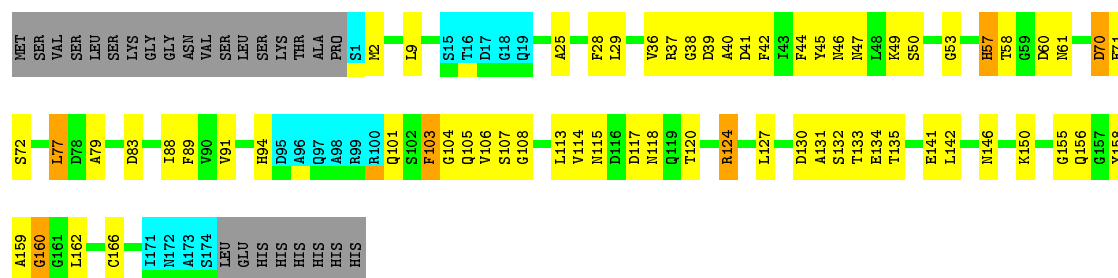 MET SER VAL SER LEU SER LYS GLY GLY ASN VAL SER LEU SER LYS THR ALA PRO S1 M2 L9 S15 T16 D17 G18 Q19 A25 F28 L29 V36 R37 G38 D39 A40 D41 F42 I43 F44 Y45 N46 N47 L48 K49 S50 G53 H57 T58 G59 D60 N61 D70
S72 L77 D78 A79 D83 I88 F89 V90 V91 H94 D95 A96 Q97 A98 R99 R100 Q101 S102 F103 G104 Q105 V106 S107 G108 L113 V114 N115 D116 D117 N118 Q119 T120 R124 L127 D130 A131 S132 T133 E134 T135 E141 L142 N146 K150 G155 Q156 G157
A159 G160 G161 L162 C166 I171 N172 A173 S174 LEU GLU HIS HIS HIS HIS HIS HIS